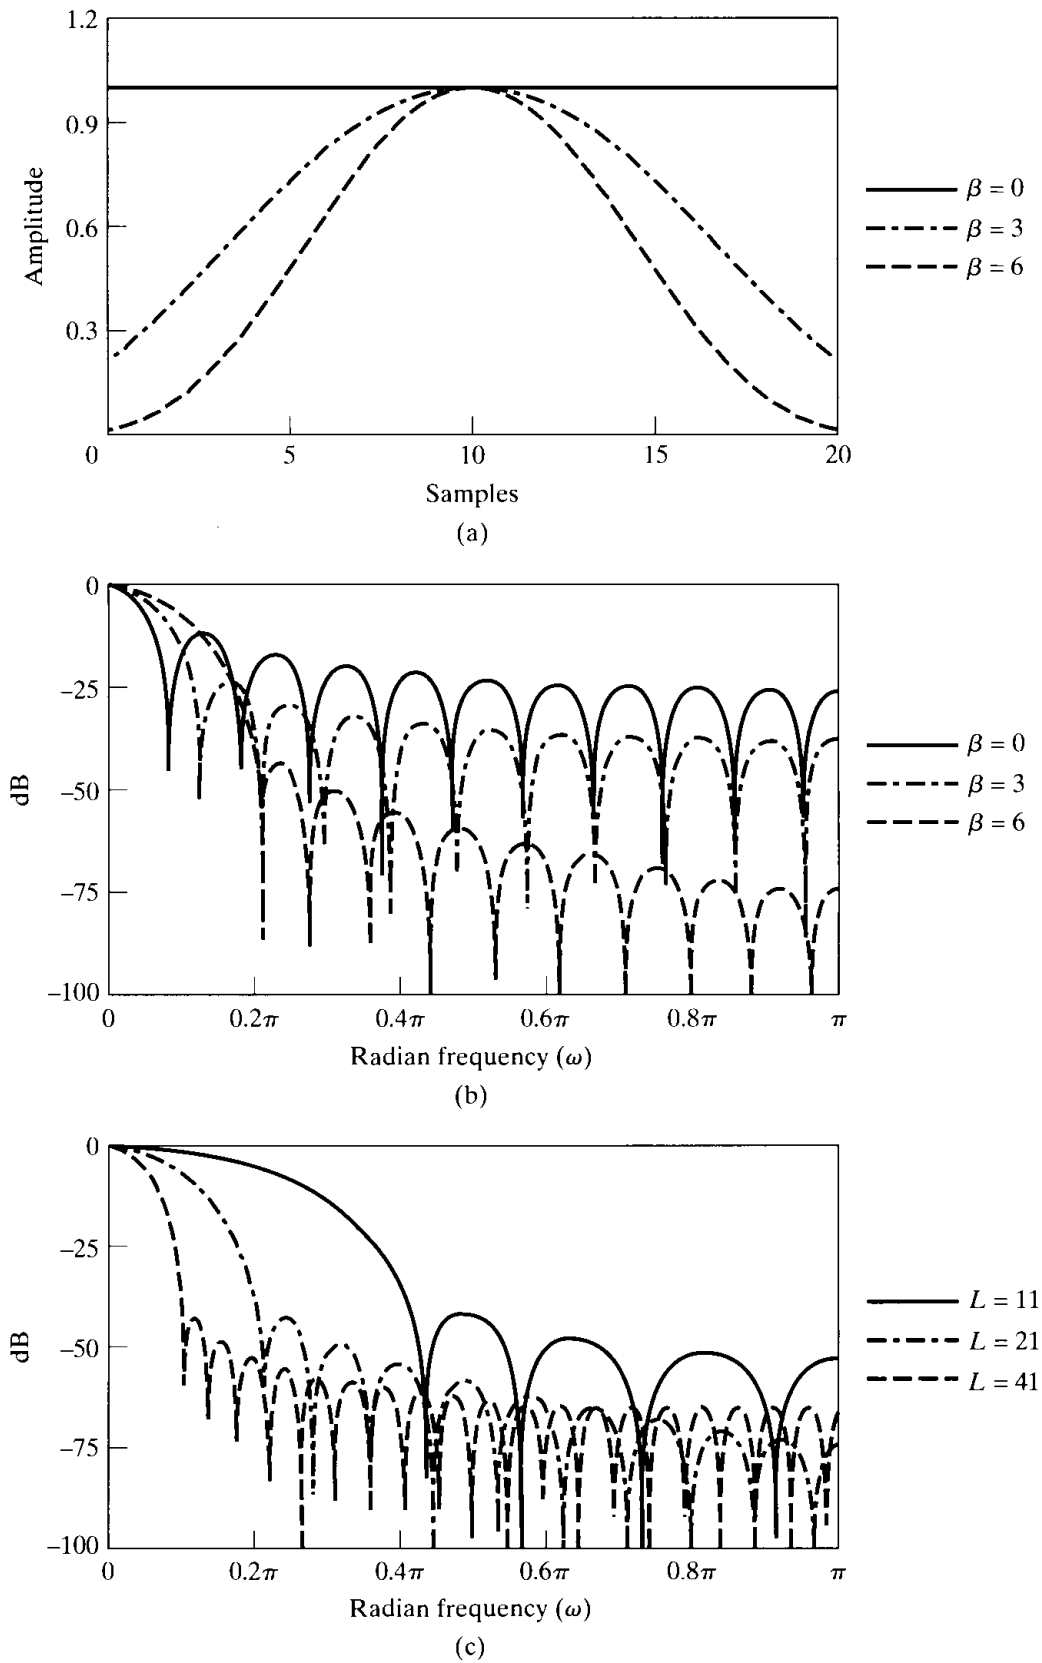 1.2
0.9
0.6
0.3
0
5
10
15
20
Amplitude
Samples
β = 0
β = 3
β = 6
(a)
0
−25
−50
−75
−100
dB
0
0.2π
0.4π
0.6π
0.8π
π
Radian frequency (ω)
β = 0
β = 3
β = 6
(b)
0
−25
−50
−75
−100
dB
0
0.2π
0.4π
0.6π
0.8π
π
Radian frequency (ω)
L = 11
L = 21
L = 41
(c)